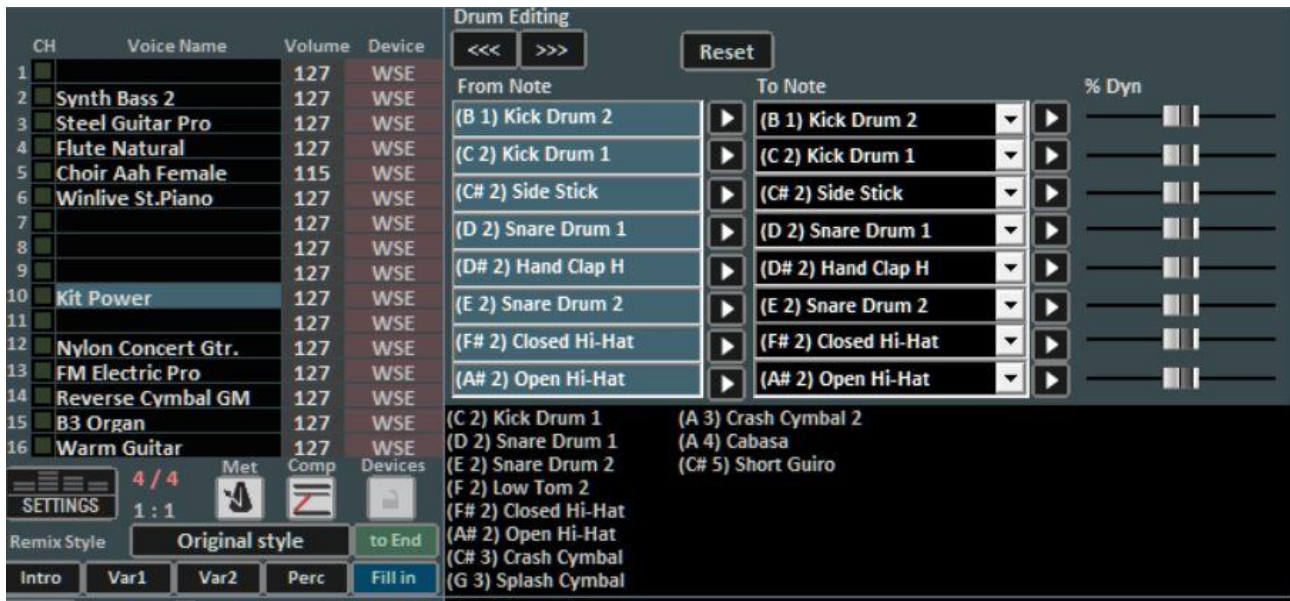 Drum Editing
CH Voice Name Volume Device
<<< >>> Reset
From Note To Note % Dyn
1 127 WSE
2 Synth Bass 2 127 WSE
3 Steel Guitar Pro 127 WSE
4 Flute Natural 127 WSE
5 Choir Aah Female 115 WSE
6 Winlive St.Piano 127 WSE
7 127 WSE
8 127 WSE
9 127 WSE
10 Kit Power 127 WSE
11 127 WSE
12 Nylon Concert Gtr. 127 WSE
13 FM Electric Pro 127 WSE
14 Reverse Cymbal GM 127 WSE
15 B3 Organ 127 WSE
16 Warm Guitar 127 WSE
(B 1) Kick Drum 2 (B 1) Kick Drum 2
(C 2) Kick Drum 1 (C 2) Kick Drum 1
(C# 2) Side Stick (C# 2) Side Stick
(D 2) Snare Drum 1 (D 2) Snare Drum 1
(D# 2) Hand Clap H (D# 2) Hand Clap H
(E 2) Snare Drum 2 (E 2) Snare Drum 2
(F# 2) Closed Hi-Hat (F# 2) Closed Hi-Hat
(A# 2) Open Hi-Hat (A# 2) Open Hi-Hat
(C 2) Kick Drum 1 (A 3) Crash Cymbal 2
(D 2) Snare Drum 1 (A 4) Cabasa
(E 2) Snare Drum 2 (C# 5) Short Guiro
(F 2) Low Tom 2
(F# 2) Closed Hi-Hat
(A# 2) Open Hi-Hat
(C# 3) Crash Cymbal
(G 3) Splash Cymbal
Met Comp Devices
4 / 4
SETTINGS 1 : 1
Remix Style Original style to End
Intro Var1 Var2 Perc Fill in